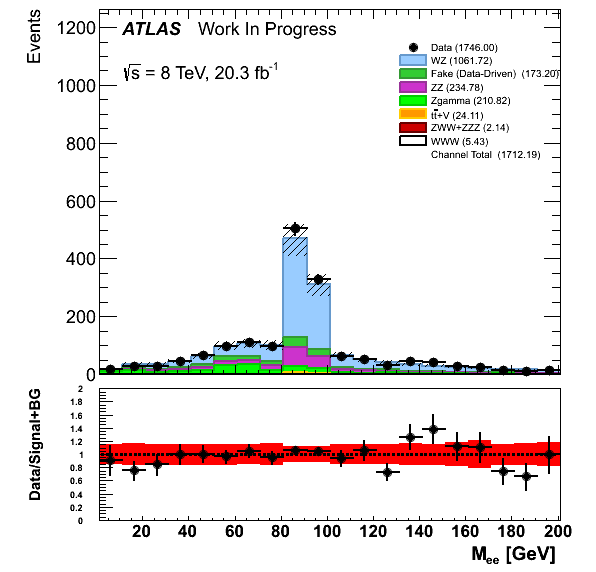 ATLAS Work In Progress
√s = 8 TeV, 20.3 fb⁻¹
Events
1200
1000
800
600
400
200
0
Data (1746.00)
WZ (1061.72)
Fake (Data-Driven) (173.20)
ZZ (234.78)
Zgamma (210.82)
tt̄+V (24.11)
ZWW+ZZZ (2.14)
WWW (5.43)
Channel Total (1712.19)
Data/Signal+BG
2
1.8
1.6
1.4
1.2
1
0.8
0.6
0.4
0.2
0
20 40 60 80 100 120 140 160 180 200
Mee [GeV]